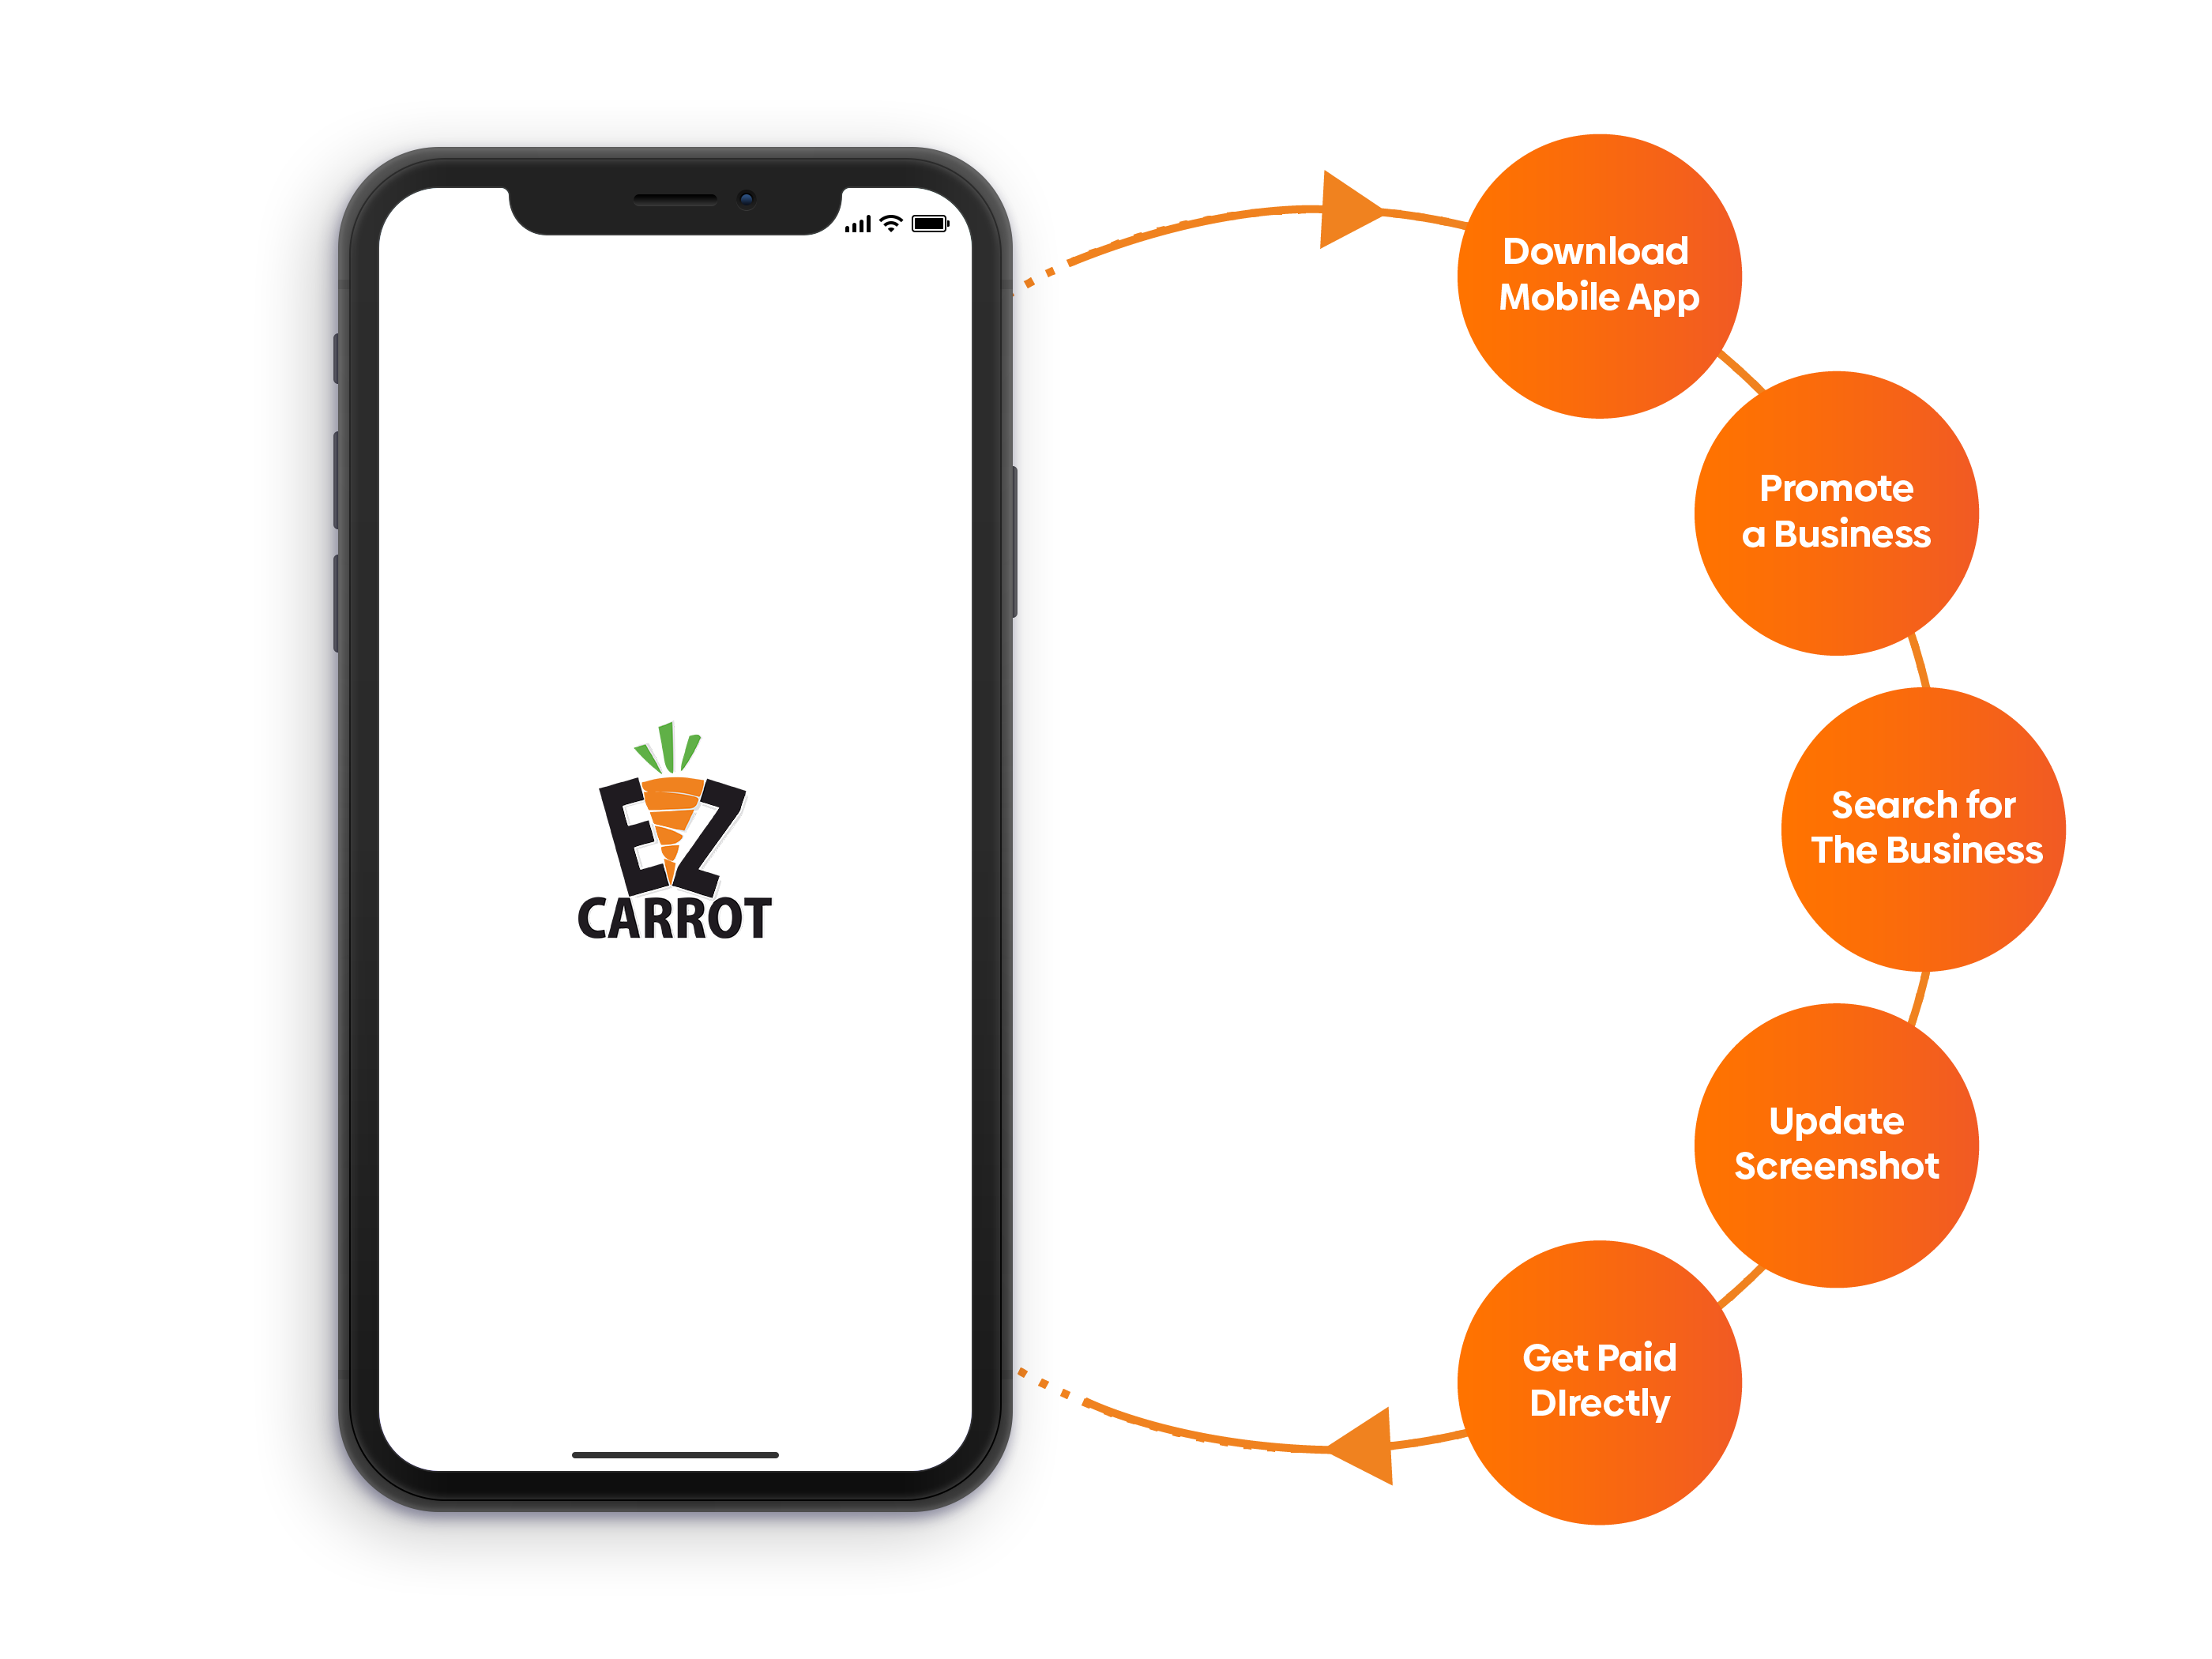 EZ
CARROT
Download
Mobile App
Promote
a Business
Search for
The Business
Update
Screenshot
Get Paid
DIrectly